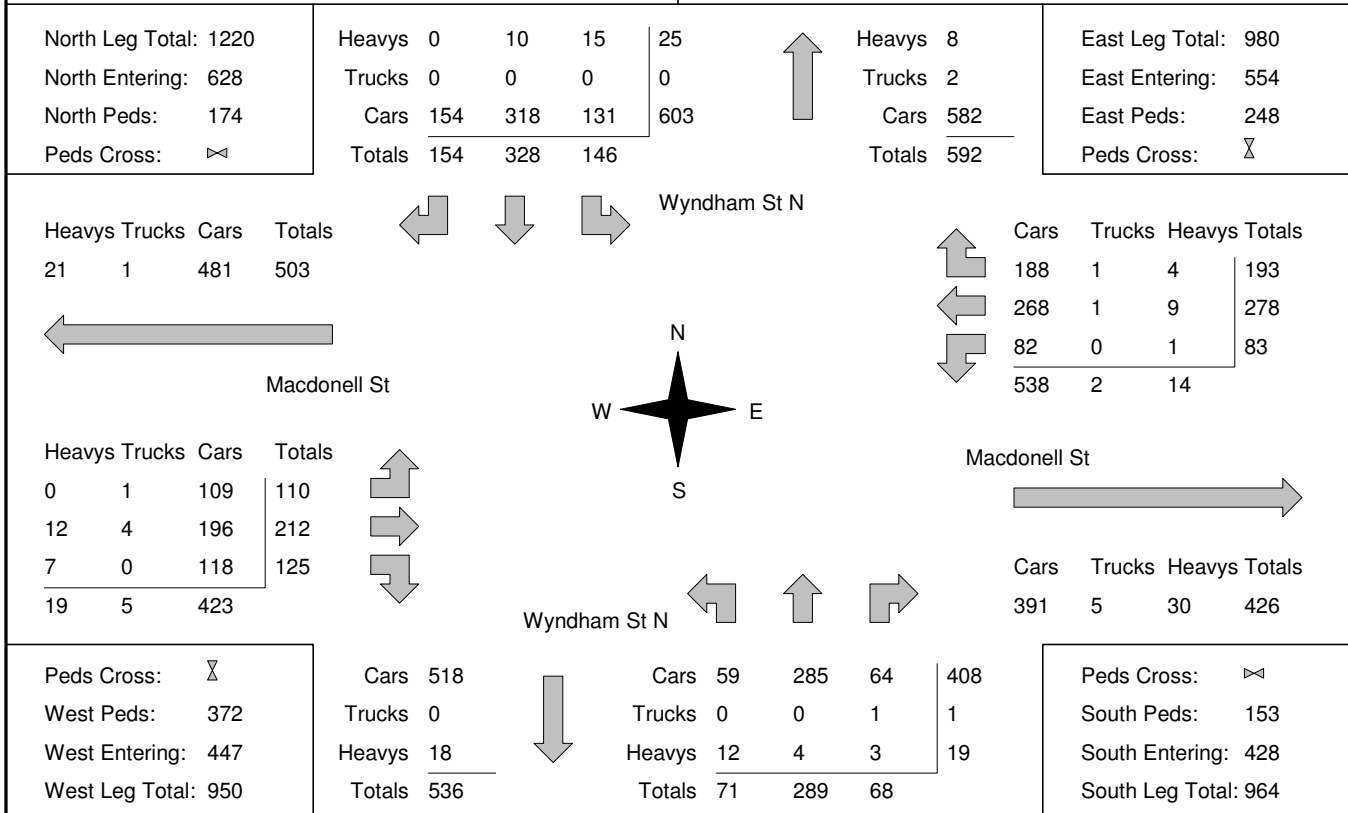 North Leg Total: 1220
North Entering: 628
North Peds: 174
Peds Cross:
Heavys 0 10 15 25
Trucks 0 0 0 0
Cars 154 318 131 603
Totals 154 328 146
Heavys 8
Trucks 2
Cars 582
Totals 592
East Leg Total: 980
East Entering: 554
East Peds: 248
Peds Cross:
Wyndham St N
Heavys Trucks Cars Totals
21 1 481 503
Cars Trucks Heavys Totals
188 1 4 193
268 1 9 278
82 0 1 83
538 2 14
Macdonell St
N
W E
S
Heavys Trucks Cars Totals
0 1 109 110
12 4 196 212
7 0 118 125
19 5 423
Macdonell St
Cars Trucks Heavys Totals
391 5 30 426
Wyndham St N
Peds Cross:
West Peds: 372
West Entering: 447
West Leg Total: 950
Cars 518
Trucks 0
Heavys 18
Totals 536
Cars 59 285 64 408
Trucks 0 0 1 1
Heavys 12 4 3 19
Totals 71 289 68
Peds Cross:
South Peds: 153
South Entering: 428
South Leg Total: 964